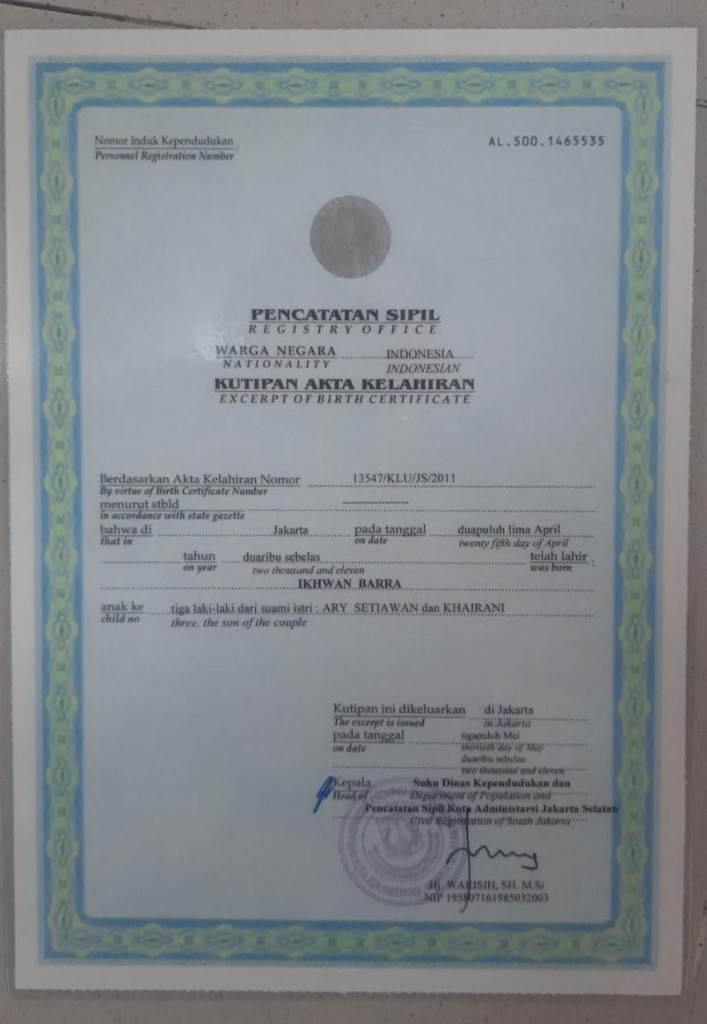 Nomor Induk Kependudukan :
Personnel Registration Number
AL.500.1465535
PENCATATAN SIPIL
REGISTRY OFFICE
WARGA NEGARA INDONESIA
NATIONALITY INDONESIAN
KUTIPAN AKTA KELAHIRAN
EXCERPT OF BIRTH CERTIFICATE
Berdasarkan Akta Kelahiran Nomor 13547/KLU/JS/2011
By virtue of Birth Certificate Number
menurut stbld -----------------
in accordance with state gazette
bahwa di Jakarta pada tanggal duapuluh lima April
that in on date twenty fifth day of April
tahun duaribu sebelas telah lahir :
on year two thousand and eleven was born
IKHWAN BARRA
anak ke tiga laki-laki dari suami istri : ARY SETIAWAN dan KHAIRANI
child no three, the son of the couple
Kutipan ini dikeluarkan di Jakarta
The excerpt is issued in Jakarta
pada tanggal tigapuluh Mei
on date thirtieth day of May
duaribu sebelas
two thousand and eleven
Kepala Suku Dinas Kependudukan dan
Head of Department of Population and
Pencatatan Sipil Kota Administarsi Jakarta Selatan
Civil Registration of South Jakarta
Hj. WARISIH, SH. M.Si
NIP 195807161985032003